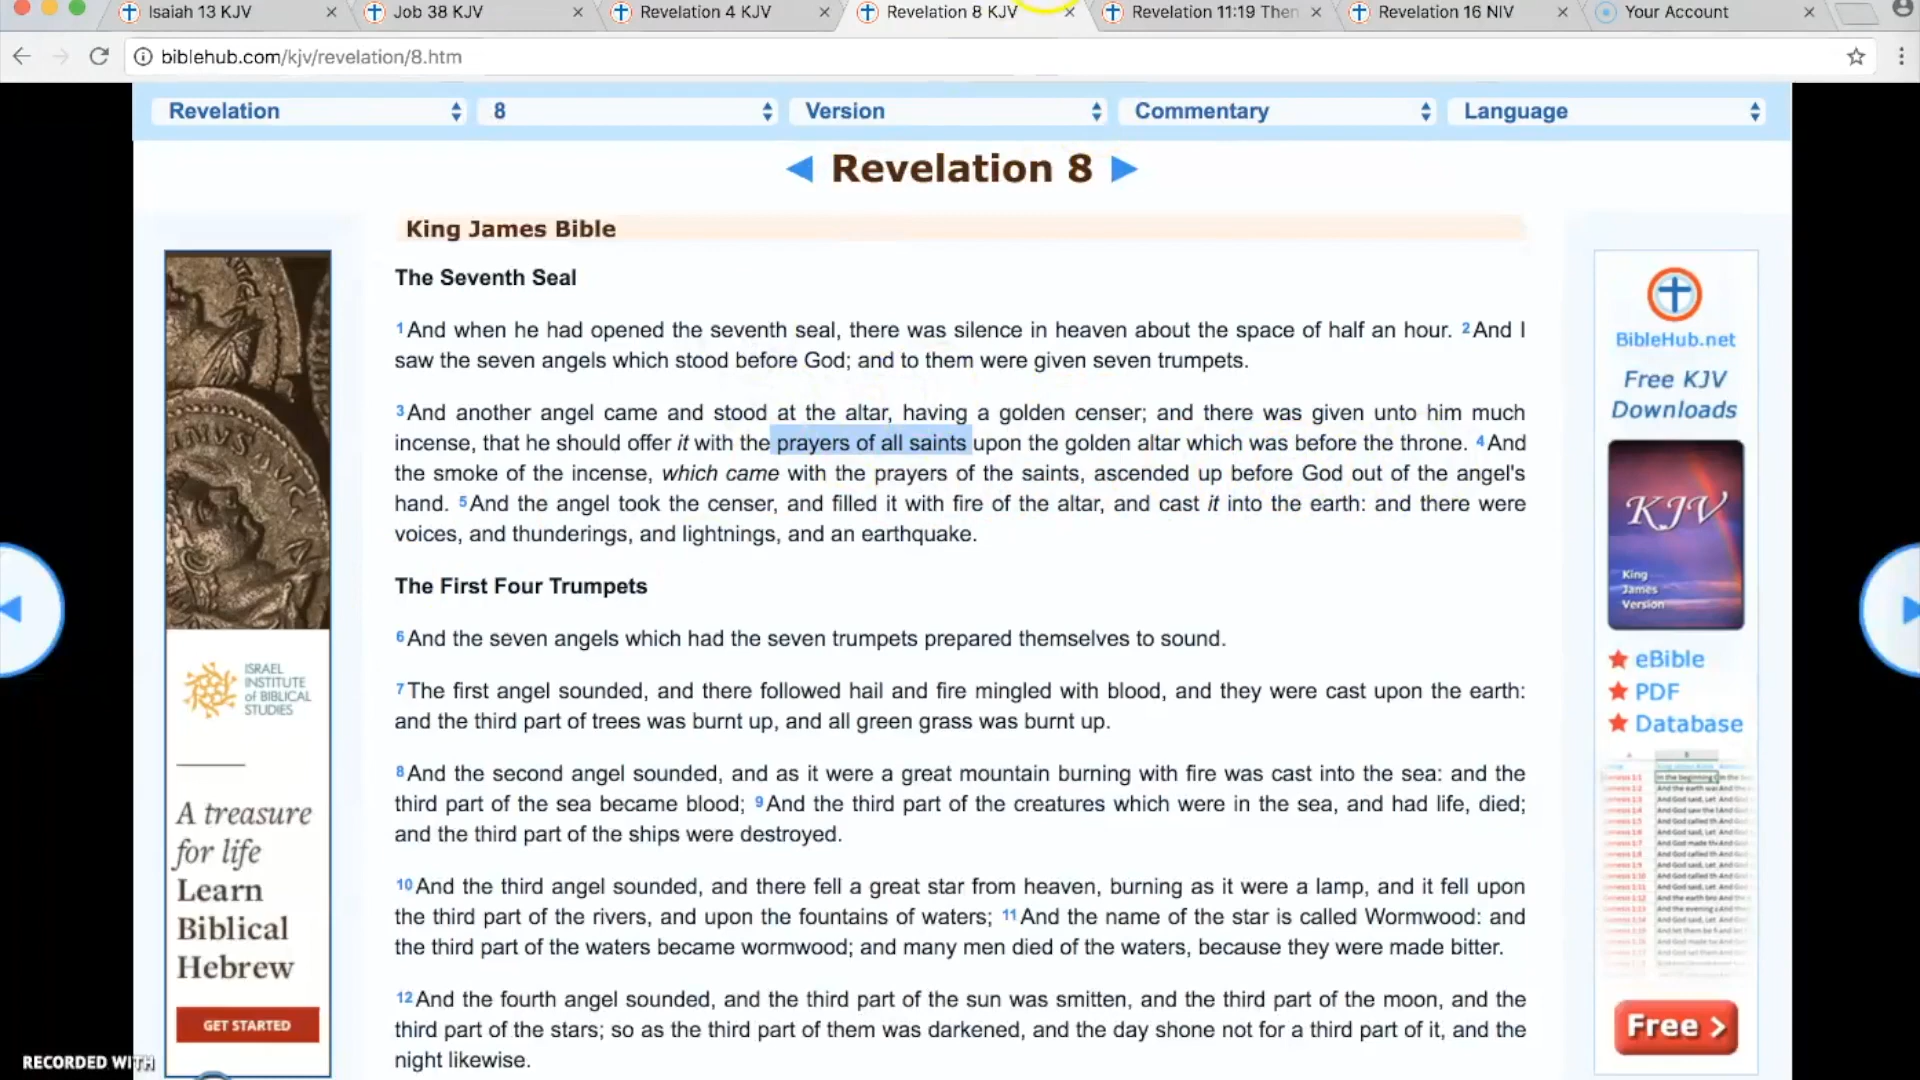 Isaiah 13 KJV
Job 38 KJV
Revelation 4 KJV
Revelation 8 KJV
Revelation 11:19 Then
Revelation 16 NIV
Your Account
biblehub.com/kjv/revelation/8.htm
Revelation
8
Version
Commentary
Language
Revelation 8
King James Bible
The Seventh Seal
1And when he had opened the seventh seal, there was silence in heaven about the space of half an hour. 2And I
saw the seven angels which stood before God; and to them were given seven trumpets.
3And another angel came and stood at the altar, having a golden censer; and there was given unto him much
incense, that he should offer it with the prayers of all saints upon the golden altar which was before the throne. 4And
the smoke of the incense, which came with the prayers of the saints, ascended up before God out of the angel's
hand. 5And the angel took the censer, and filled it with fire of the altar, and cast it into the earth: and there were
voices, and thunderings, and lightnings, and an earthquake.
The First Four Trumpets
6And the seven angels which had the seven trumpets prepared themselves to sound.
7The first angel sounded, and there followed hail and fire mingled with blood, and they were cast upon the earth:
and the third part of trees was burnt up, and all green grass was burnt up.
8And the second angel sounded, and as it were a great mountain burning with fire was cast into the sea: and the
third part of the sea became blood; 9And the third part of the creatures which were in the sea, and had life, died;
and the third part of the ships were destroyed.
10And the third angel sounded, and there fell a great star from heaven, burning as it were a lamp, and it fell upon
the third part of the rivers, and upon the fountains of waters; 11And the name of the star is called Wormwood: and
the third part of the waters became wormwood; and many men died of the waters, because they were made bitter.
12And the fourth angel sounded, and the third part of the sun was smitten, and the third part of the moon, and the
third part of the stars; so as the third part of them was darkened, and the day shone not for a third part of it, and the
night likewise.
ISRAEL
INSTITUTE
of BIBLICAL
STUDIES
A treasure
for life
Learn
Biblical
Hebrew
GET STARTED
RECORDED WITH
BibleHub.net
Free KJV
Downloads
KJV
King
James
Version
eBible
PDF
Database
Free >